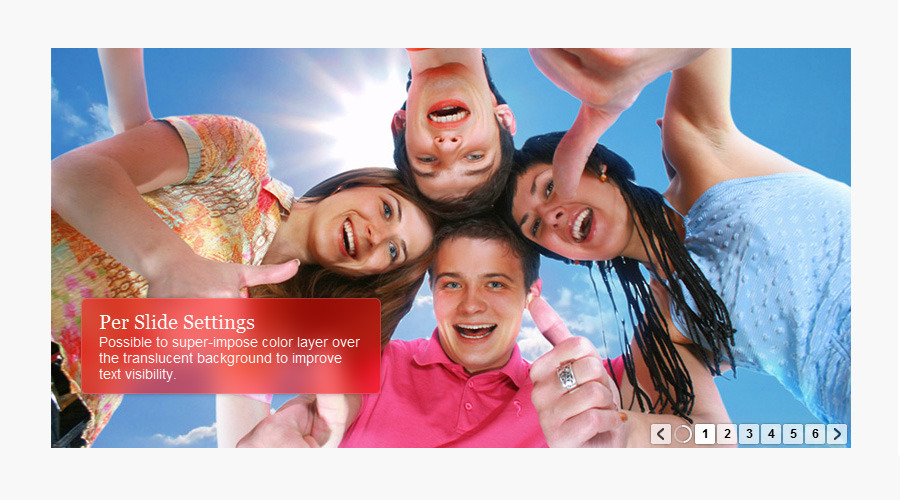 Per Slide Settings
Possible to super-impose color layer over
the translucent background to improve
text visibility.
1 2 3 4 5 6